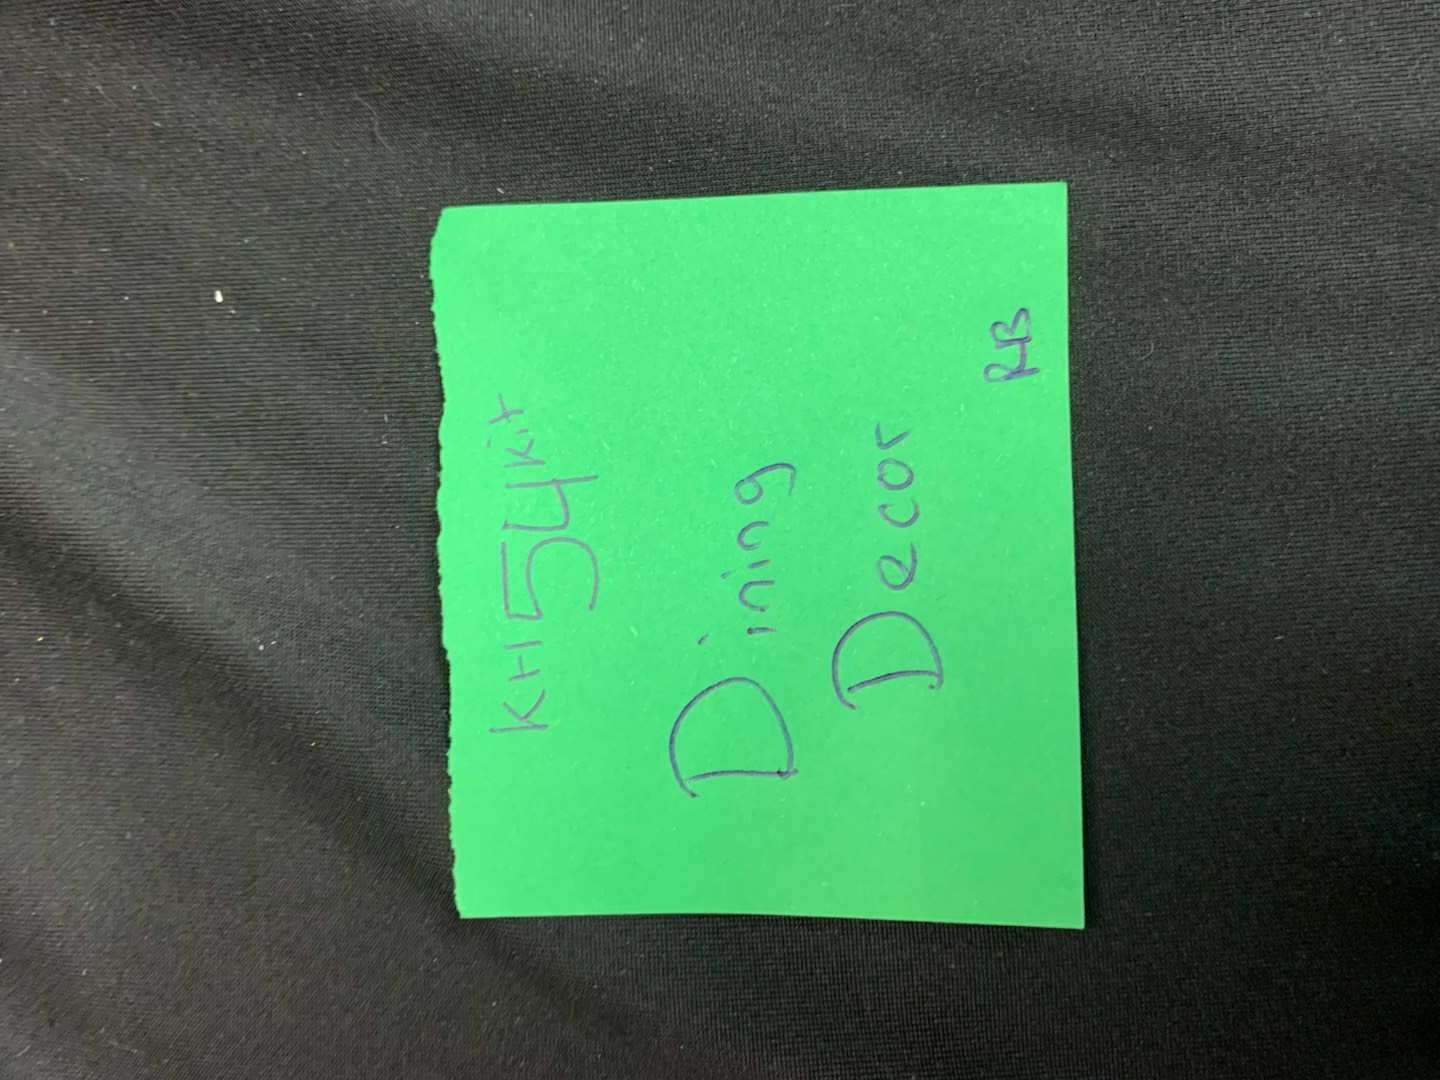 KH54kit
Dining
Decor
RB